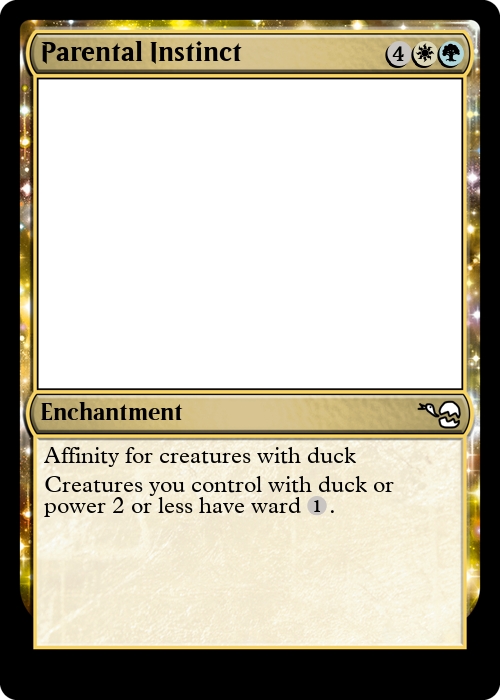 Parental Instinct 4
Enchantment
Affinity for creatures with duck
Creatures you control with duck or
power 2 or less have ward 1.